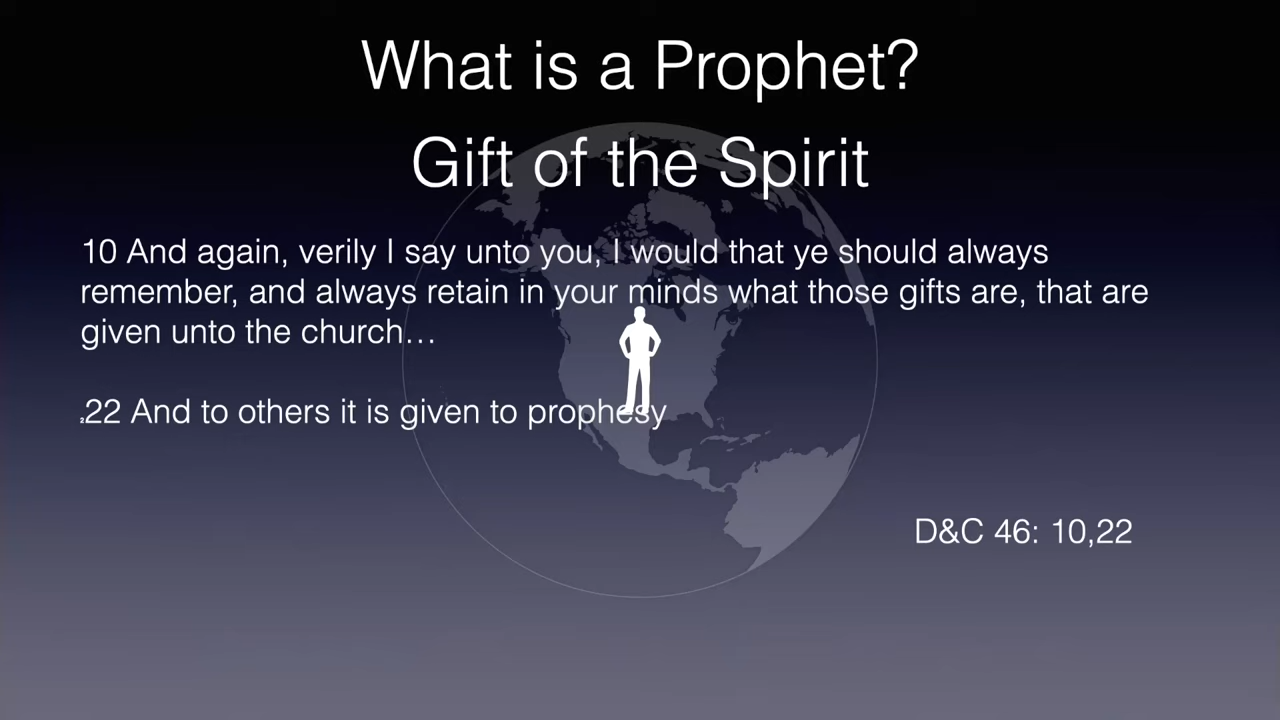 What is a Prophet?
Gift of the Spirit
10 And again, verily I say unto you, I would that ye should always
remember, and always retain in your minds what those gifts are, that are
given unto the church…
22 And to others it is given to prophesy
D&C 46: 10,22